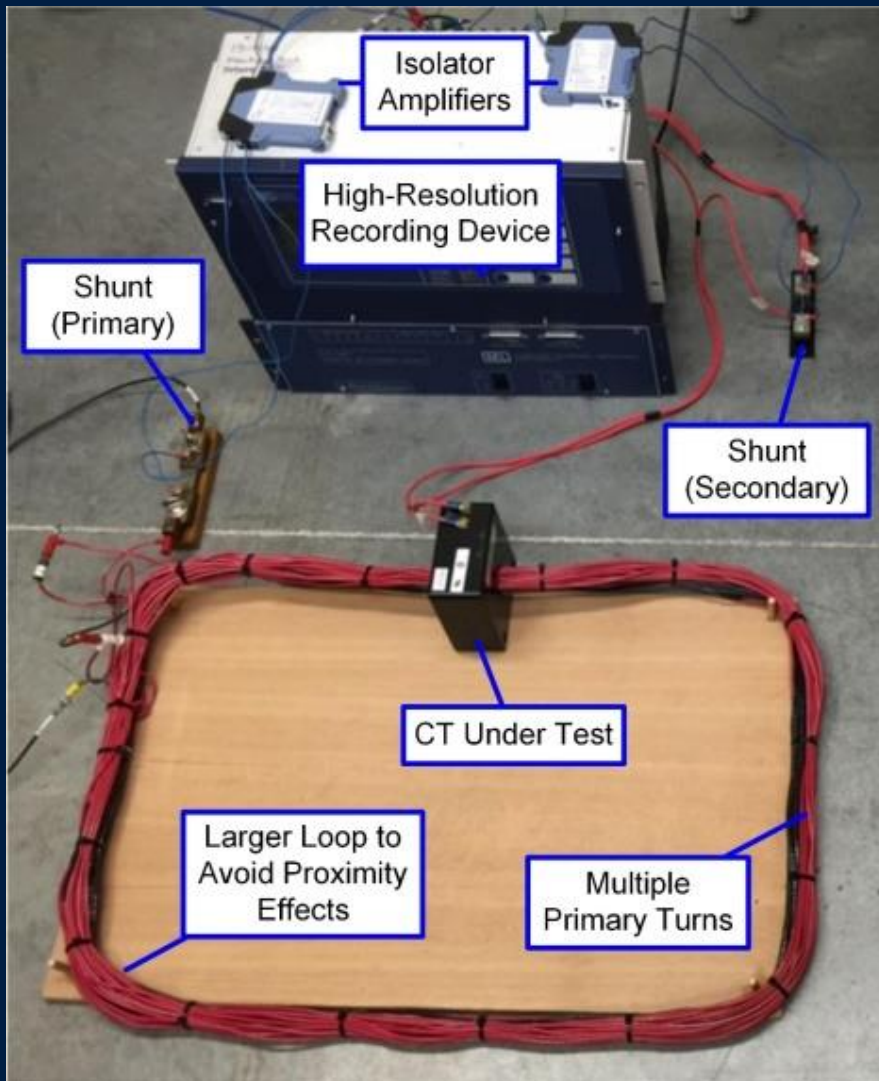 Isolator
Amplifiers
High-Resolution
Recording Device
Shunt
(Primary)
Shunt
(Secondary)
CT Under Test
Larger Loop to
Avoid Proximity
Effects
Multiple
Primary Turns